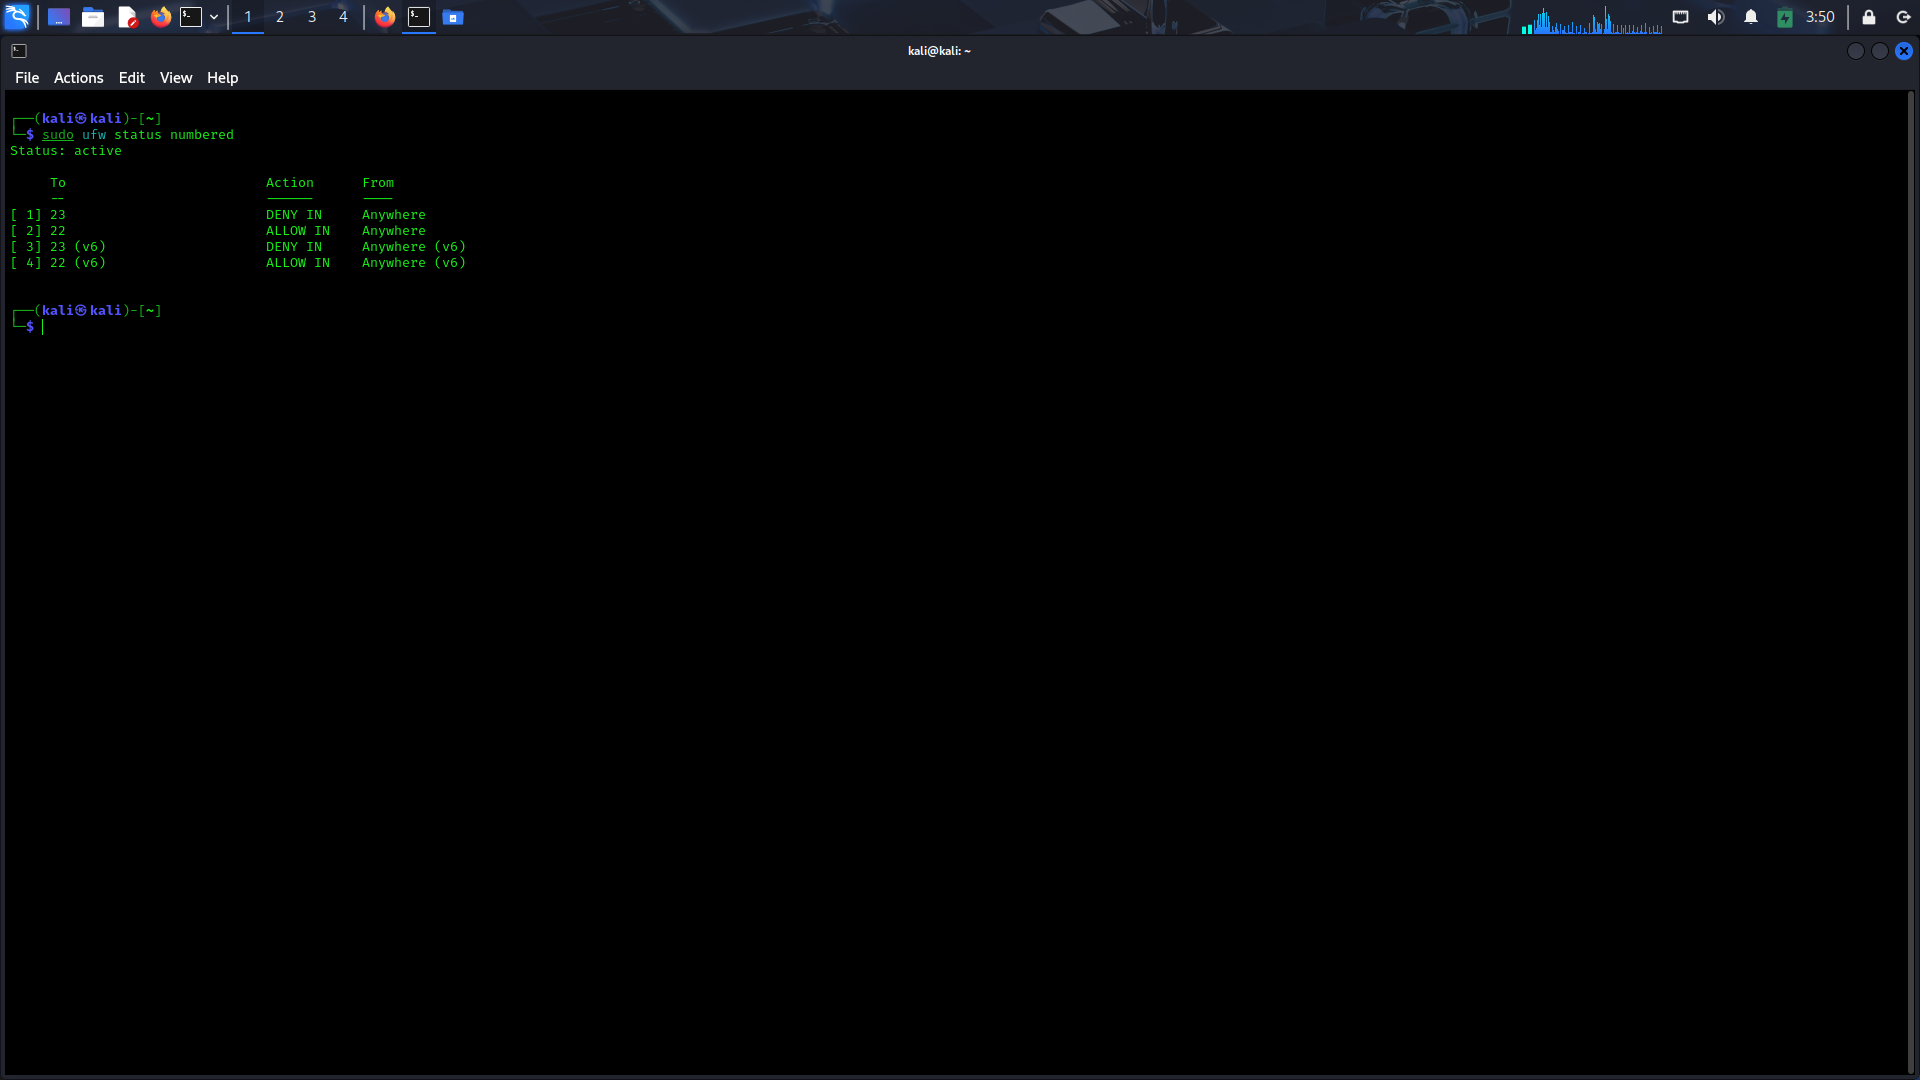 1 2 3 4 3:50
kali@kali: ~
File Actions Edit View Help
┌──(kali㉿kali)-[~]
└─$ sudo ufw status numbered
Status: active
To Action From
-- ------ ----
[ 1] 23 DENY IN Anywhere
[ 2] 22 ALLOW IN Anywhere
[ 3] 23 (v6) DENY IN Anywhere (v6)
[ 4] 22 (v6) ALLOW IN Anywhere (v6)
┌──(kali㉿kali)-[~]
└─$